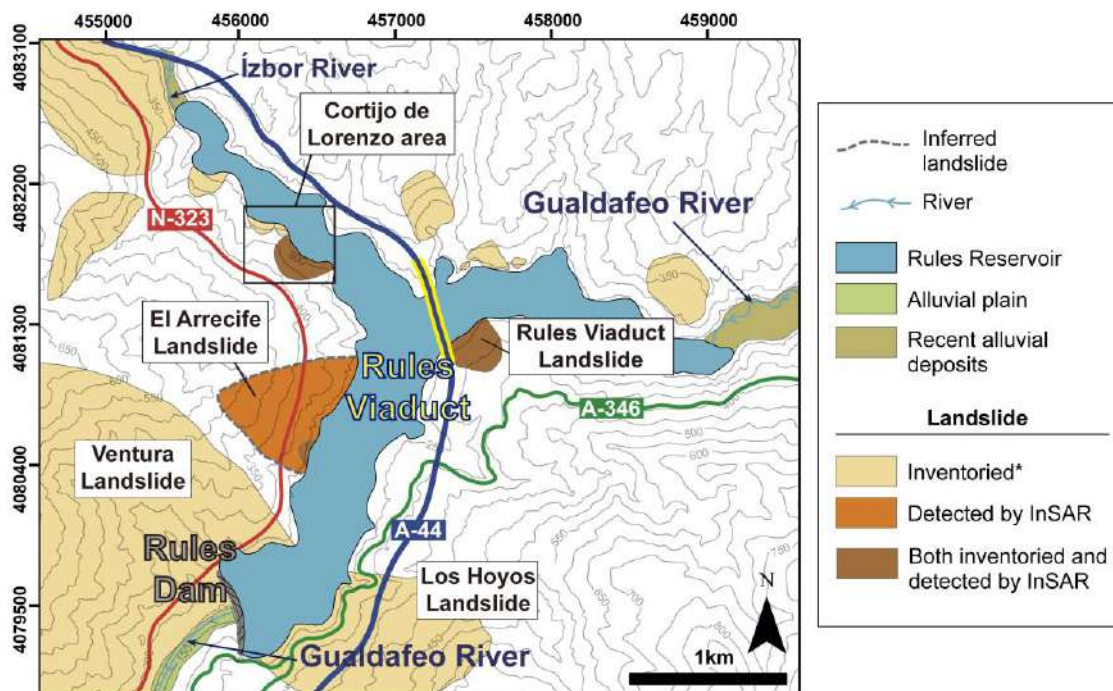 455000 456000 457000 458000 459000
4083100
4082200
4081300
4080400
4079500
Ízbor River
Cortijo de
Lorenzo area
Gualdafeo River
N-323
350
450
350
El Arrecife
Landslide
Rules Viaduct
Landslide
Rules
Viaduct
A-346
Ventura
Landslide
A-44
Rules
Dam
Los Hoyos
Landslide
Gualdafeo River
N
1km
Inferred
landslide
River
Rules Reservoir
Alluvial plain
Recent alluvial
deposits
Landslide
Inventoried*
Detected by InSAR
Both inventoried and
detected by InSAR